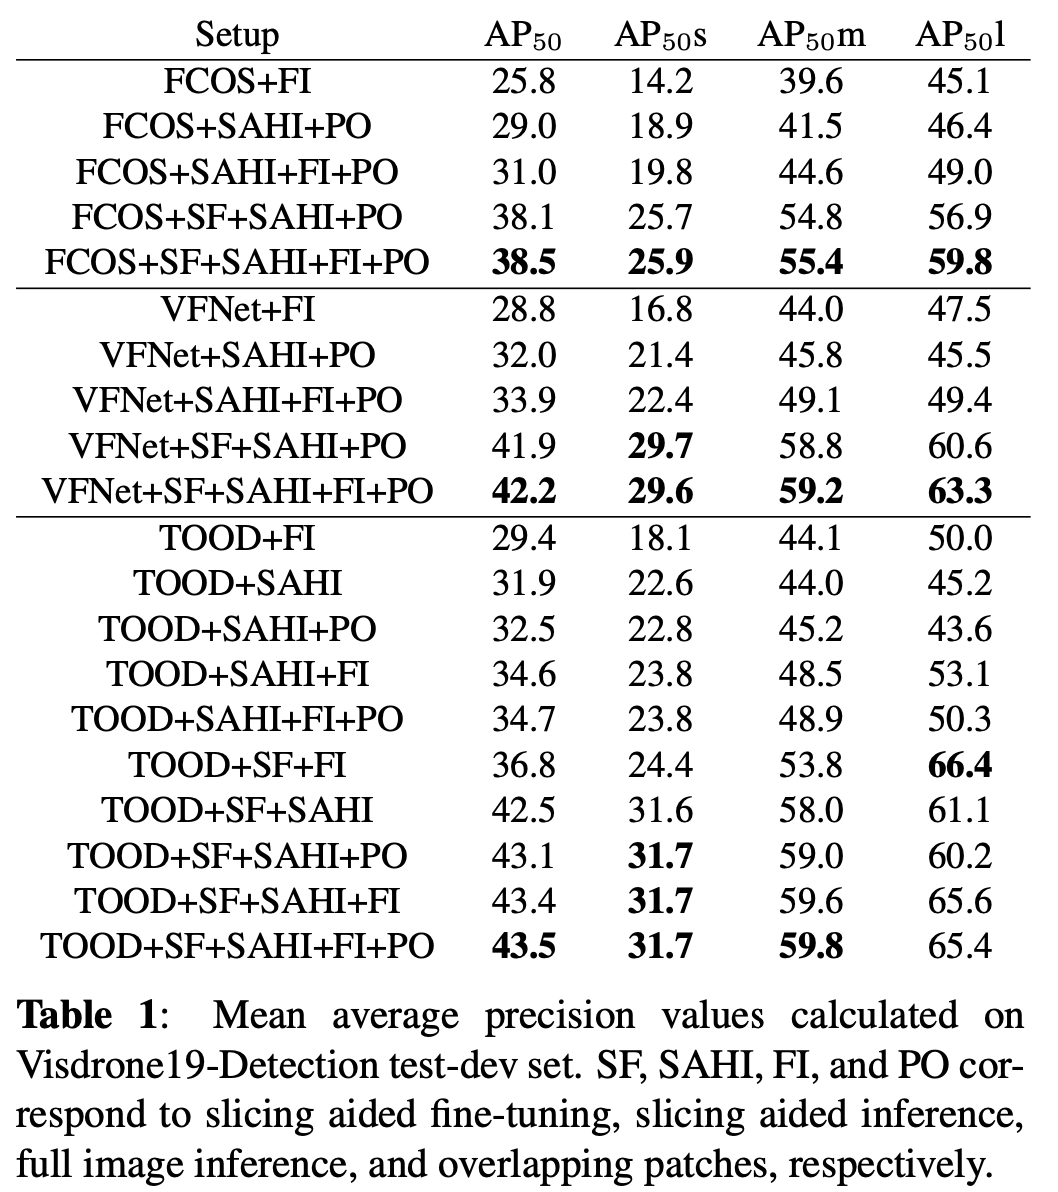 Setup AP₅₀ AP₅₀s AP₅₀m AP₅₀l
FCOS+FI 25.8 14.2 39.6 45.1
FCOS+SAHI+PO 29.0 18.9 41.5 46.4
FCOS+SAHI+FI+PO 31.0 19.8 44.6 49.0
FCOS+SF+SAHI+PO 38.1 25.7 54.8 56.9
FCOS+SF+SAHI+FI+PO 38.5 25.9 55.4 59.8
VFNet+FI 28.8 16.8 44.0 47.5
VFNet+SAHI+PO 32.0 21.4 45.8 45.5
VFNet+SAHI+FI+PO 33.9 22.4 49.1 49.4
VFNet+SF+SAHI+PO 41.9 29.7 58.8 60.6
VFNet+SF+SAHI+FI+PO 42.2 29.6 59.2 63.3
TOOD+FI 29.4 18.1 44.1 50.0
TOOD+SAHI 31.9 22.6 44.0 45.2
TOOD+SAHI+PO 32.5 22.8 45.2 43.6
TOOD+SAHI+FI 34.6 23.8 48.5 53.1
TOOD+SAHI+FI+PO 34.7 23.8 48.9 50.3
TOOD+SF+FI 36.8 24.4 53.8 66.4
TOOD+SF+SAHI 42.5 31.6 58.0 61.1
TOOD+SF+SAHI+PO 43.1 31.7 59.0 60.2
TOOD+SF+SAHI+FI 43.4 31.7 59.6 65.6
TOOD+SF+SAHI+FI+PO 43.5 31.7 59.8 65.4
Table 1: Mean average precision values calculated on
Visdrone19-Detection test-dev set. SF, SAHI, FI, and PO cor-
respond to slicing aided fine-tuning, slicing aided inference,
full image inference, and overlapping patches, respectively.